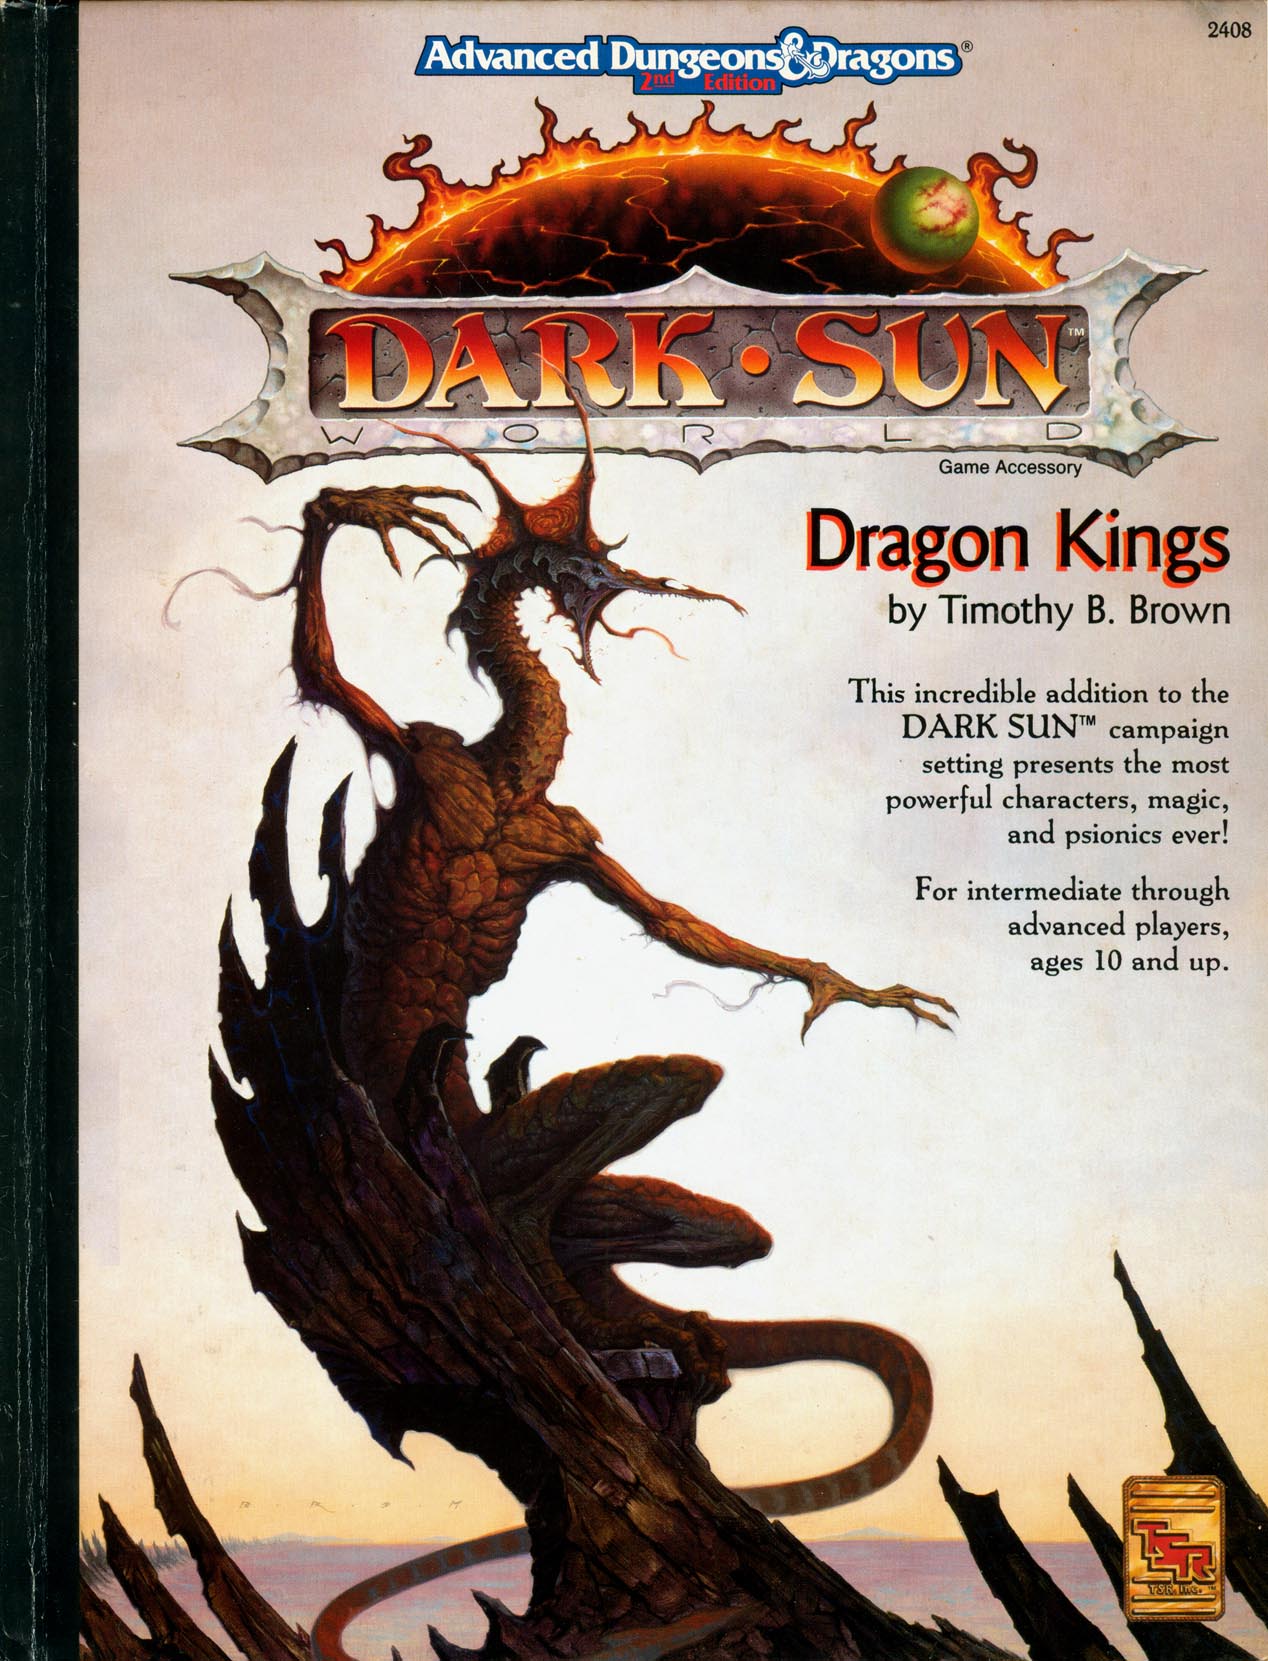 2408
Advanced Dungeons & Dragons®
2nd Edition
DARK • SUN™
WORLD
Game Accessory
Dragon Kings
by Timothy B. Brown
This incredible addition to the
DARK SUN™ campaign
setting presents the most
powerful characters, magic,
and psionics ever!
For intermediate through
advanced players,
ages 10 and up.
BROM
TSR
TSR, Inc.™